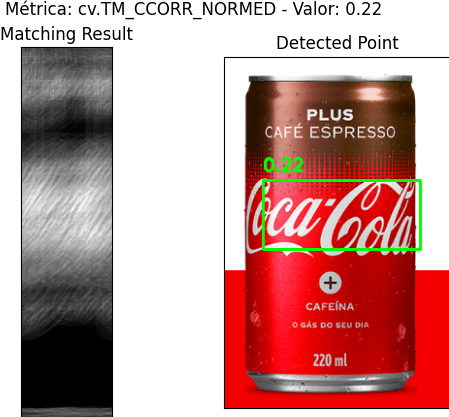 Métrica: cv.TM_CCORR_NORMED - Valor: 0.22
Matching Result
Detected Point
PLUS
CAFÉ ESPRESSO
0.22
Coca-Cola
+
CAFEÍNA
O GÁS DO SEU DIA
220 ml